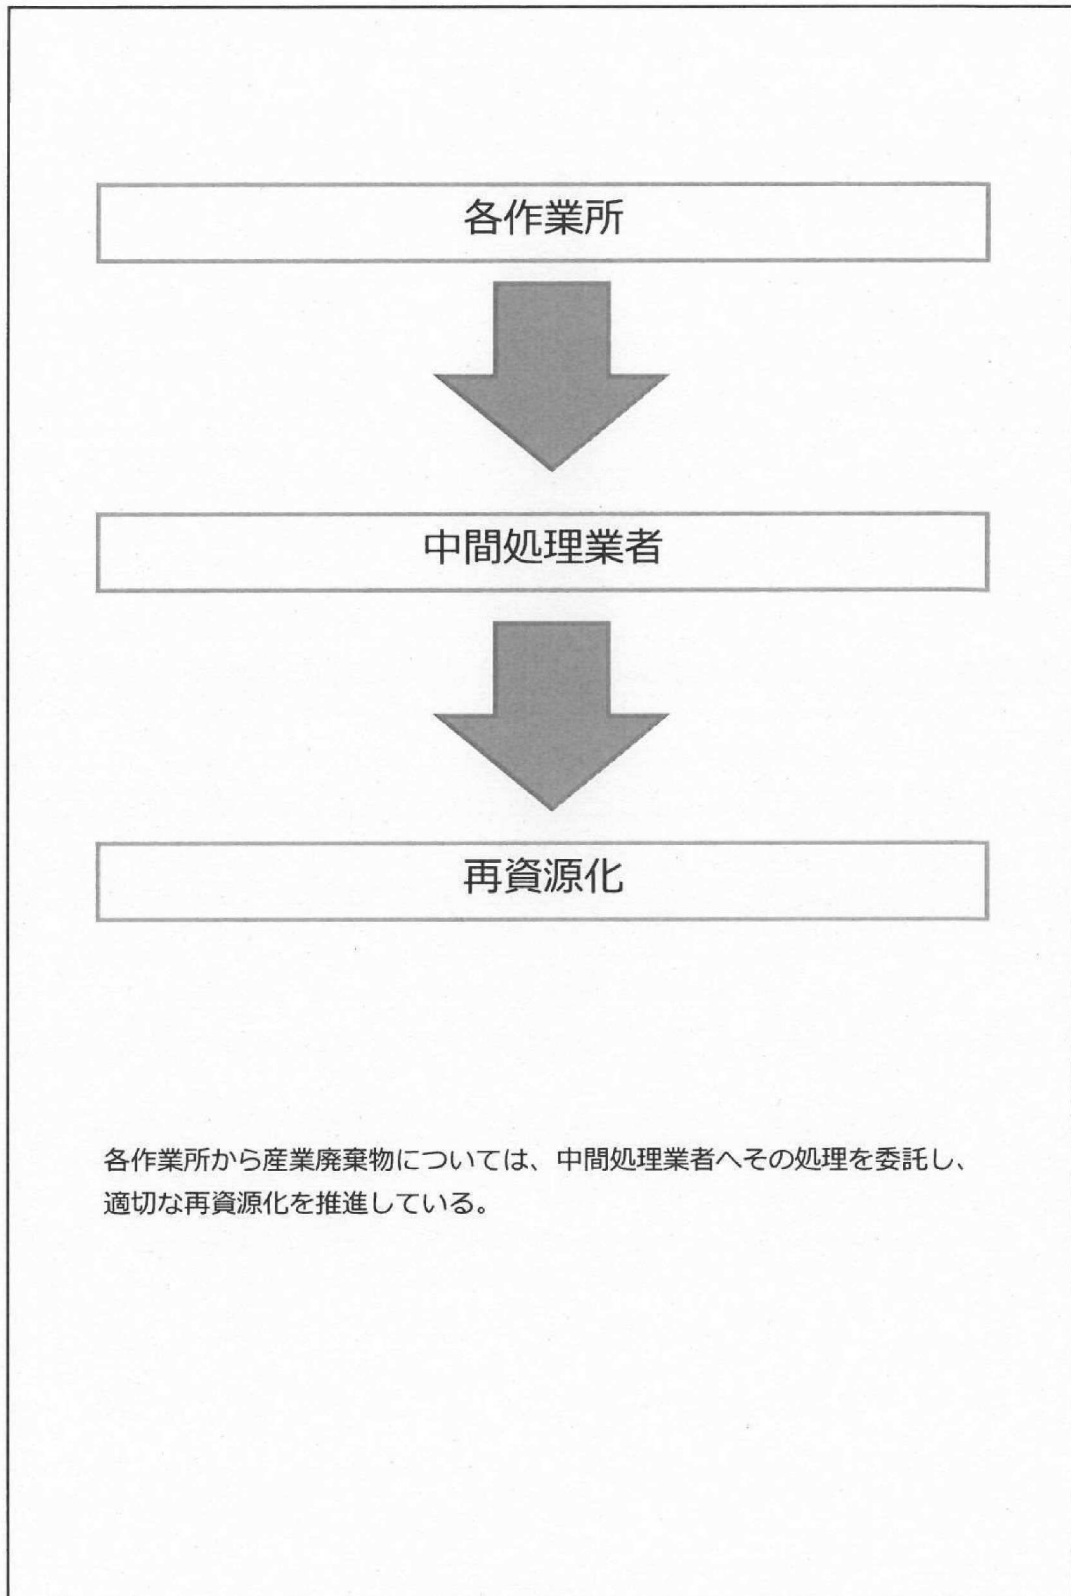 各作業所
中間処理業者
再資源化
各作業所から産業廃棄物については、中間処理業者へその処理を委託し、
適切な再資源化を推進している。